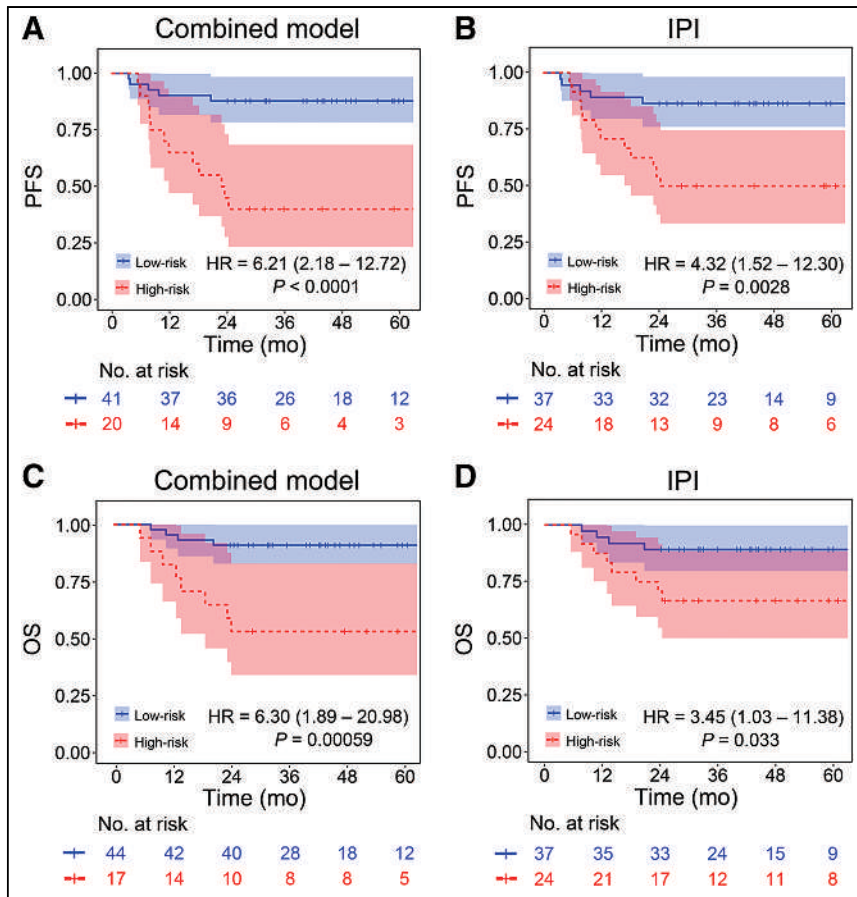 A Combined model
1.00
0.75
0.50
0.25
0.00
PFS
Low-risk
High-risk
HR = 6.21 (2.18 – 12.72)
P < 0.0001
0 12 24 36 48 60
Time (mo)
No. at risk
41 37 36 26 18 12
20 14 9 6 4 3
B IPI
1.00
0.75
0.50
0.25
0.00
PFS
Low-risk
High-risk
HR = 4.32 (1.52 – 12.30)
P = 0.0028
0 12 24 36 48 60
Time (mo)
No. at risk
37 33 32 23 14 9
24 18 13 9 8 6
C Combined model
1.00
0.75
0.50
0.25
0.00
OS
Low-risk
High-risk
HR = 6.30 (1.89 – 20.98)
P = 0.00059
0 12 24 36 48 60
Time (mo)
No. at risk
44 42 40 28 18 12
17 14 10 8 8 5
D IPI
1.00
0.75
0.50
0.25
0.00
OS
Low-risk
High-risk
HR = 3.45 (1.03 – 11.38)
P = 0.033
0 12 24 36 48 60
Time (mo)
No. at risk
37 35 33 24 15 9
24 21 17 12 11 8